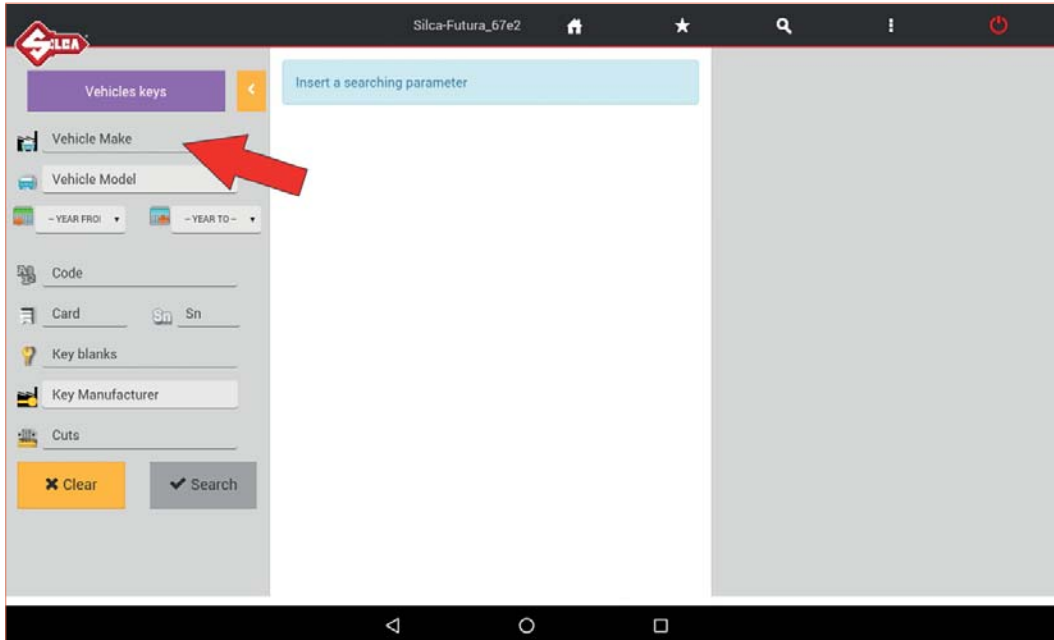 SILCA
Silca-Futura_67e2
Vehicles keys
Insert a searching parameter
Vehicle Make
Vehicle Model
– YEAR FROI
– YEAR TO –
Code
Card
Sn Sn
Key blanks
Key Manufacturer
Cuts
Clear
Search